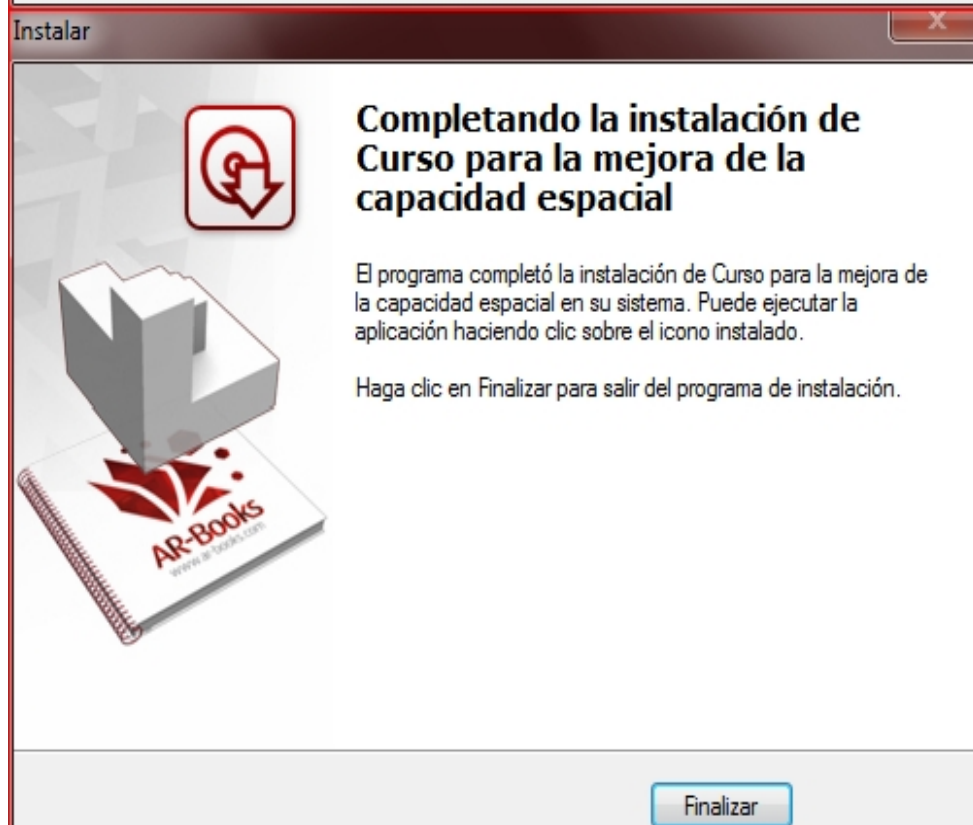 Instalar
X
Completando la instalación de
Curso para la mejora de la
capacidad espacial
El programa completó la instalación de Curso para la mejora de
la capacidad espacial en su sistema. Puede ejecutar la
aplicación haciendo clic sobre el icono instalado.
Haga clic en Finalizar para salir del programa de instalación.
AR-Books
www.ar-books.com
Finalizar